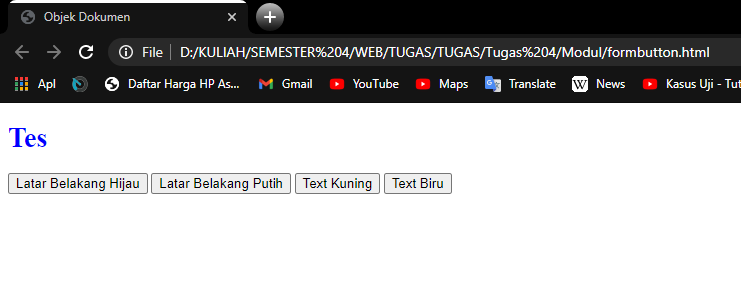 Objek Dokumen
File D:/KULIAH/SEMESTER%204/WEB/TUGAS/TUGAS/Tugas%204/Modul/formbutton.html
Apl Daftar Harga HP As... Gmail YouTube Maps Translate W News Kasus Uji - Tut
Tes
Latar Belakang Hijau Latar Belakang Putih Text Kuning Text Biru